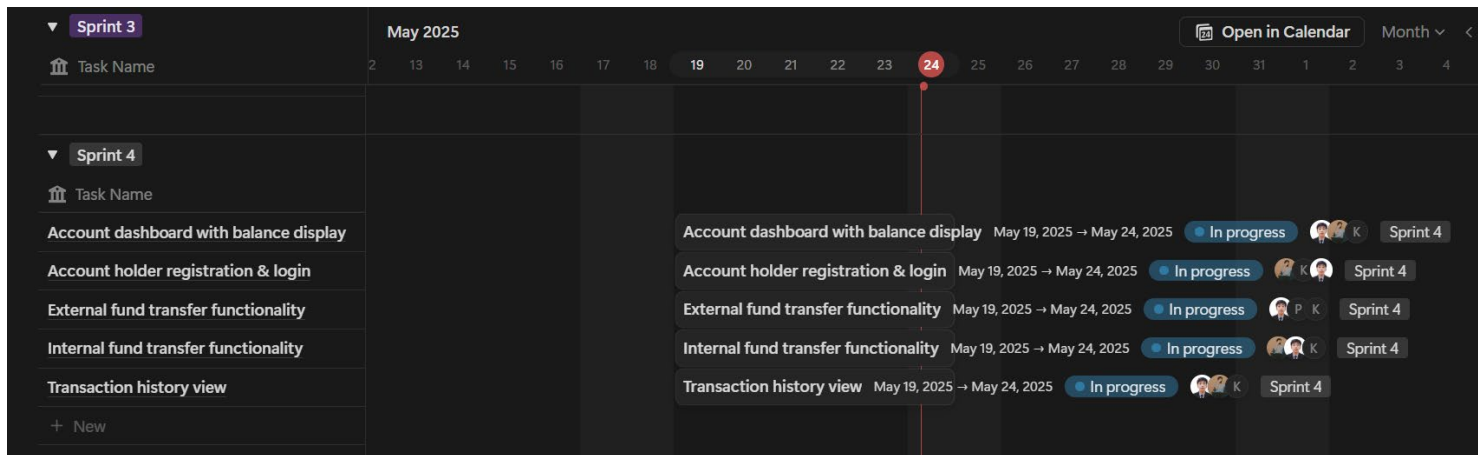 Sprint 3
May 2025
24 Open in Calendar Month
Task Name
2 13 14 15 16 17 18 19 20 21 22 23 24 25 26 27 28 29 30 31 1 2 3 4
Sprint 4
Task Name
Account dashboard with balance display Account dashboard with balance display May 19, 2025 → May 24, 2025 In progress K Sprint 4
Account holder registration & login Account holder registration & login May 19, 2025 → May 24, 2025 In progress K Sprint 4
External fund transfer functionality External fund transfer functionality May 19, 2025 → May 24, 2025 In progress P K Sprint 4
Internal fund transfer functionality Internal fund transfer functionality May 19, 2025 → May 24, 2025 In progress K Sprint 4
Transaction history view Transaction history view May 19, 2025 → May 24, 2025 In progress K Sprint 4
+ New